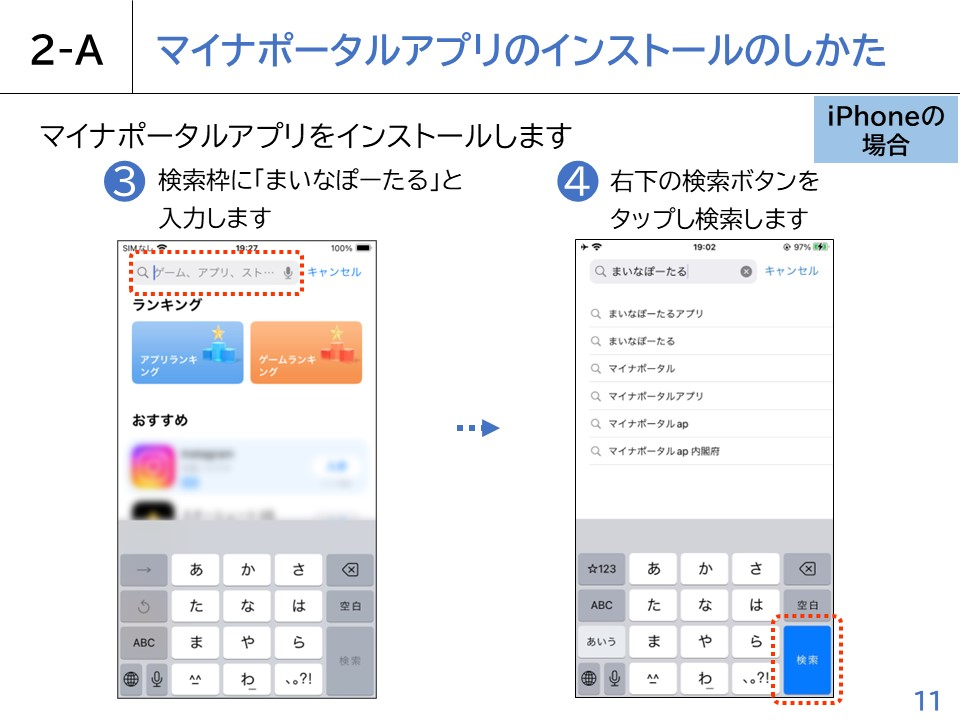 2-A
マイナポータルアプリのインストールのしかた
iPhoneの
場合
マイナポータルアプリをインストールします
3 検索枠に「まいなぽーたる」と
入力します
SIMなし 19:27 100%
ゲーム、アプリ、スト… キャンセル
ランキング
アプリランキ
ング
ゲームランキ
ング
おすすめ
→ あ か さ
た な は 空白
ABC ま や ら
検索
^^ わ_ 、。?!
4 右下の検索ボタンを
タップし検索します
19:02 97%
まいなぽーたる キャンセル
まいなぽーたるアプリ
まいなぽーたる
マイナポータル
マイナポータルアプリ
マイナポータル ap
マイナポータル ap 内閣府
☆123 あ か さ
ABC た な は 空白
あいう ま や ら
検索
^^ わ_ 、。?!
11